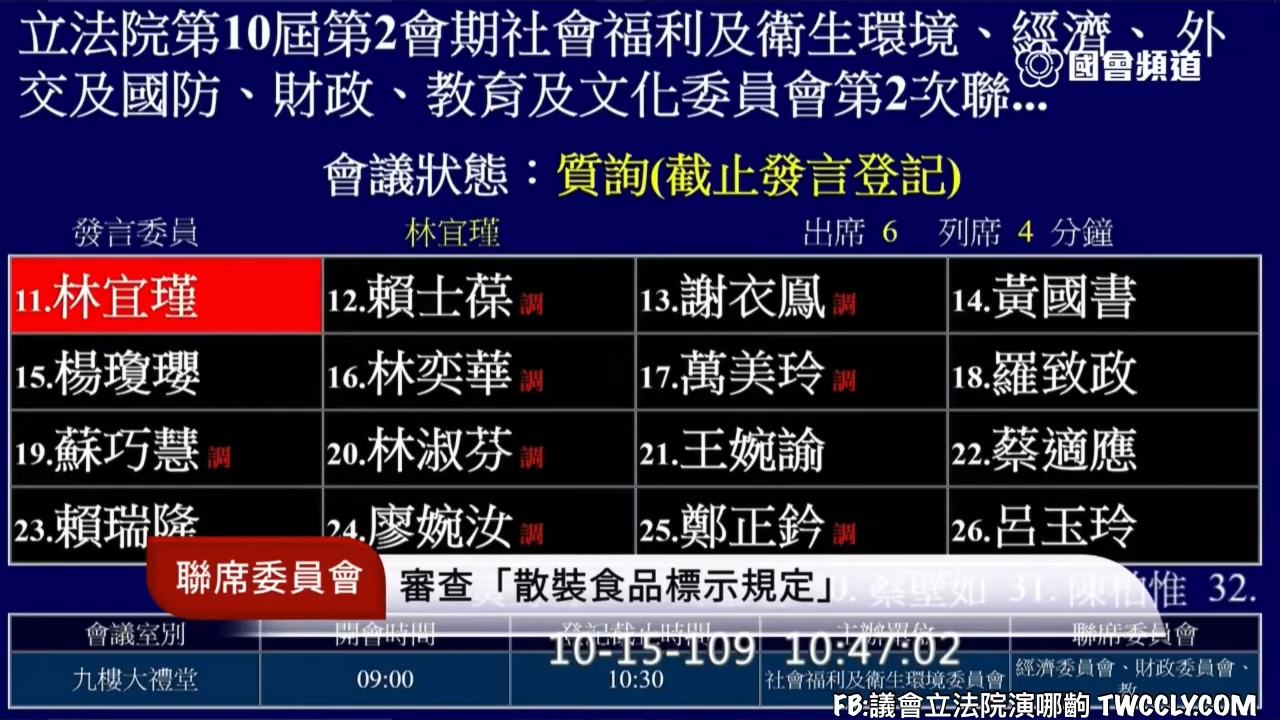 立法院第10屆第2會期社會福利及衛生環境、經濟、外
國會頻道
交及國防、財政、教育及文化委員會第2次聯...
會議狀態：質詢(截止發言登記)
發言委員 林宜瑾 出席 6 列席 4 分鐘
11.林宜瑾 12.賴士葆調 13.謝衣鳳調 14.黃國書
15.楊瓊瓔 16.林奕華調 17.萬美玲調 18.羅致政
19.蘇巧慧調 20.林淑芬調 21.王婉諭 22.蔡適應
23.賴瑞隆 24.廖婉汝調 25.鄭正鈐調 26.呂玉玲
聯席委員會 審查「散裝食品標示規定」
蔡壁如 31. 陳柏惟 32.
會議室別 開會時間 登記截止時間 主辦單位 聯席委員會
10-15-109 10:47:02
九樓大禮堂 09:00 10:30 社會福利及衛生環境委員會 經濟委員會、財政委員會、
教
FB:議會立法院演哪齣 TWCCLY.COM